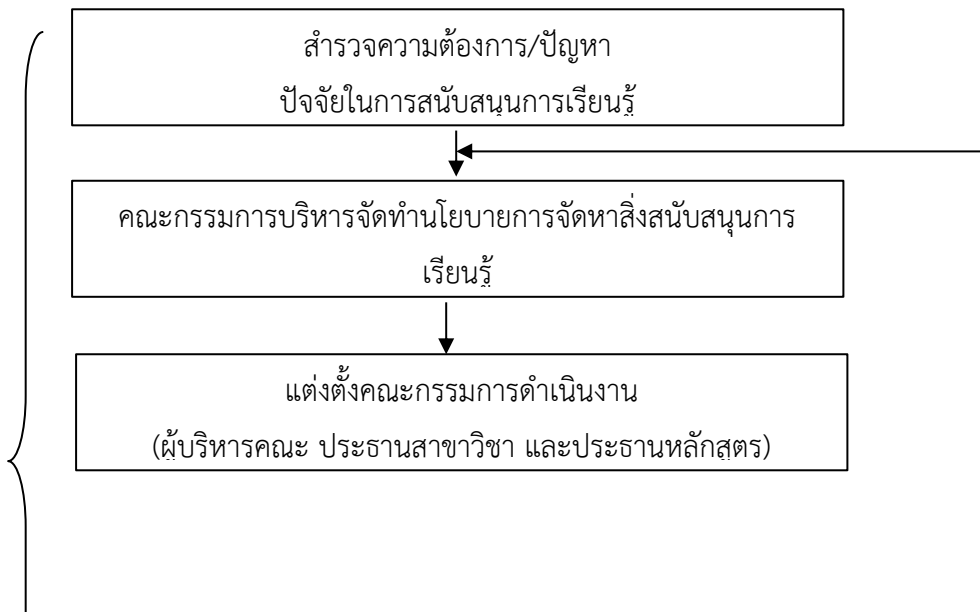 สำรวจความต้องการ/ปัญหา
ปัจจัยในการสนับสนุนการเรียนรู้
คณะกรรมการบริหารจัดทำนโยบายการจัดหาสิ่งสนับสนุนการ
เรียนรู้
แต่งตั้งคณะกรรมการดำเนินงาน
(ผู้บริหารคณะ ประธานสาขาวิชา และประธานหลักสูตร)